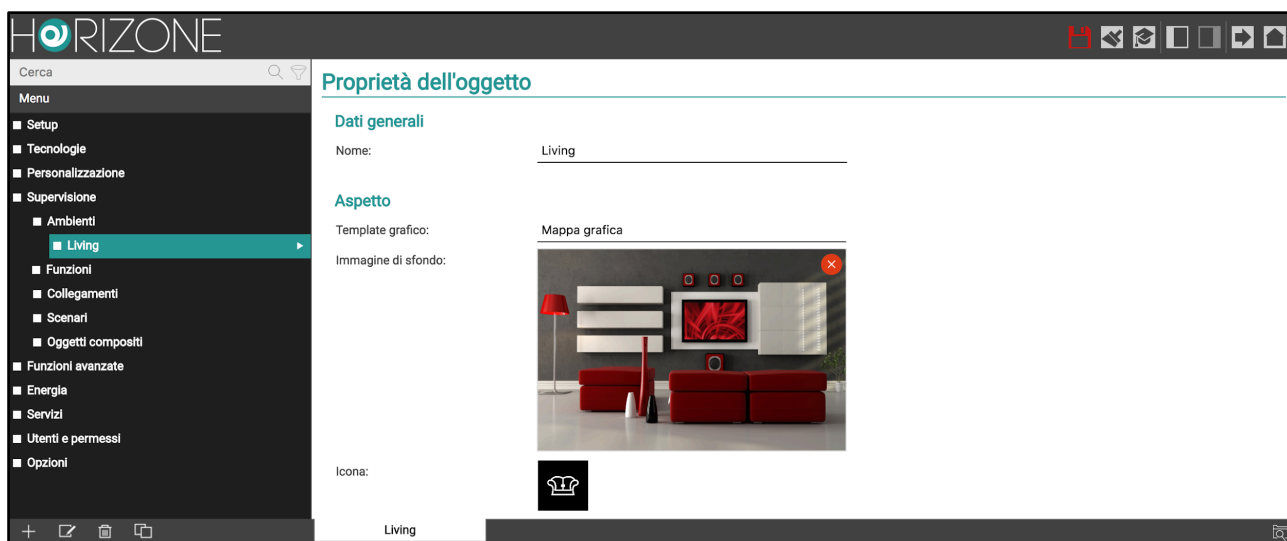 HORIZONE
Cerca
Menu
Setup
Tecnologie
Personalizzazione
Supervisione
Ambienti
Living
Funzioni
Collegamenti
Scenari
Oggetti compositi
Funzioni avanzate
Energia
Servizi
Utenti e permessi
Opzioni
Proprietà dell'oggetto
Dati generali
Nome: Living
Aspetto
Template grafico: Mappa grafica
Immagine di sfondo:
Icona:
Living